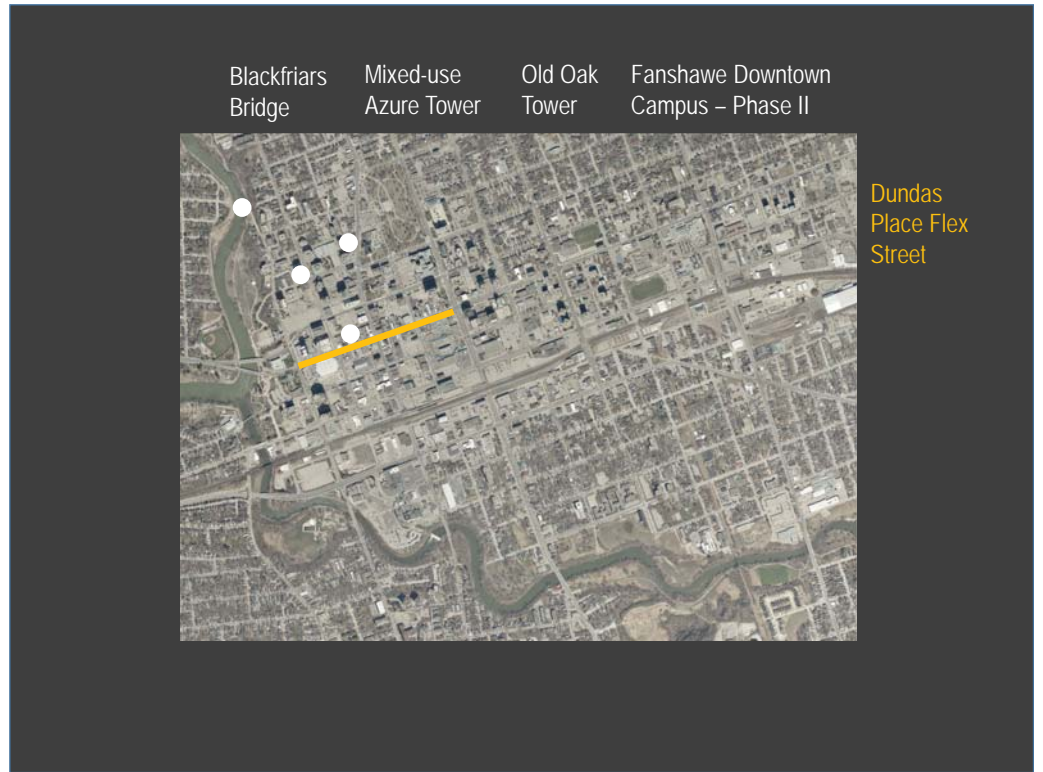 Blackfriars
Bridge
Mixed-use
Azure Tower
Old Oak
Tower
Fanshawe Downtown
Campus – Phase II
Dundas
Place Flex
Street